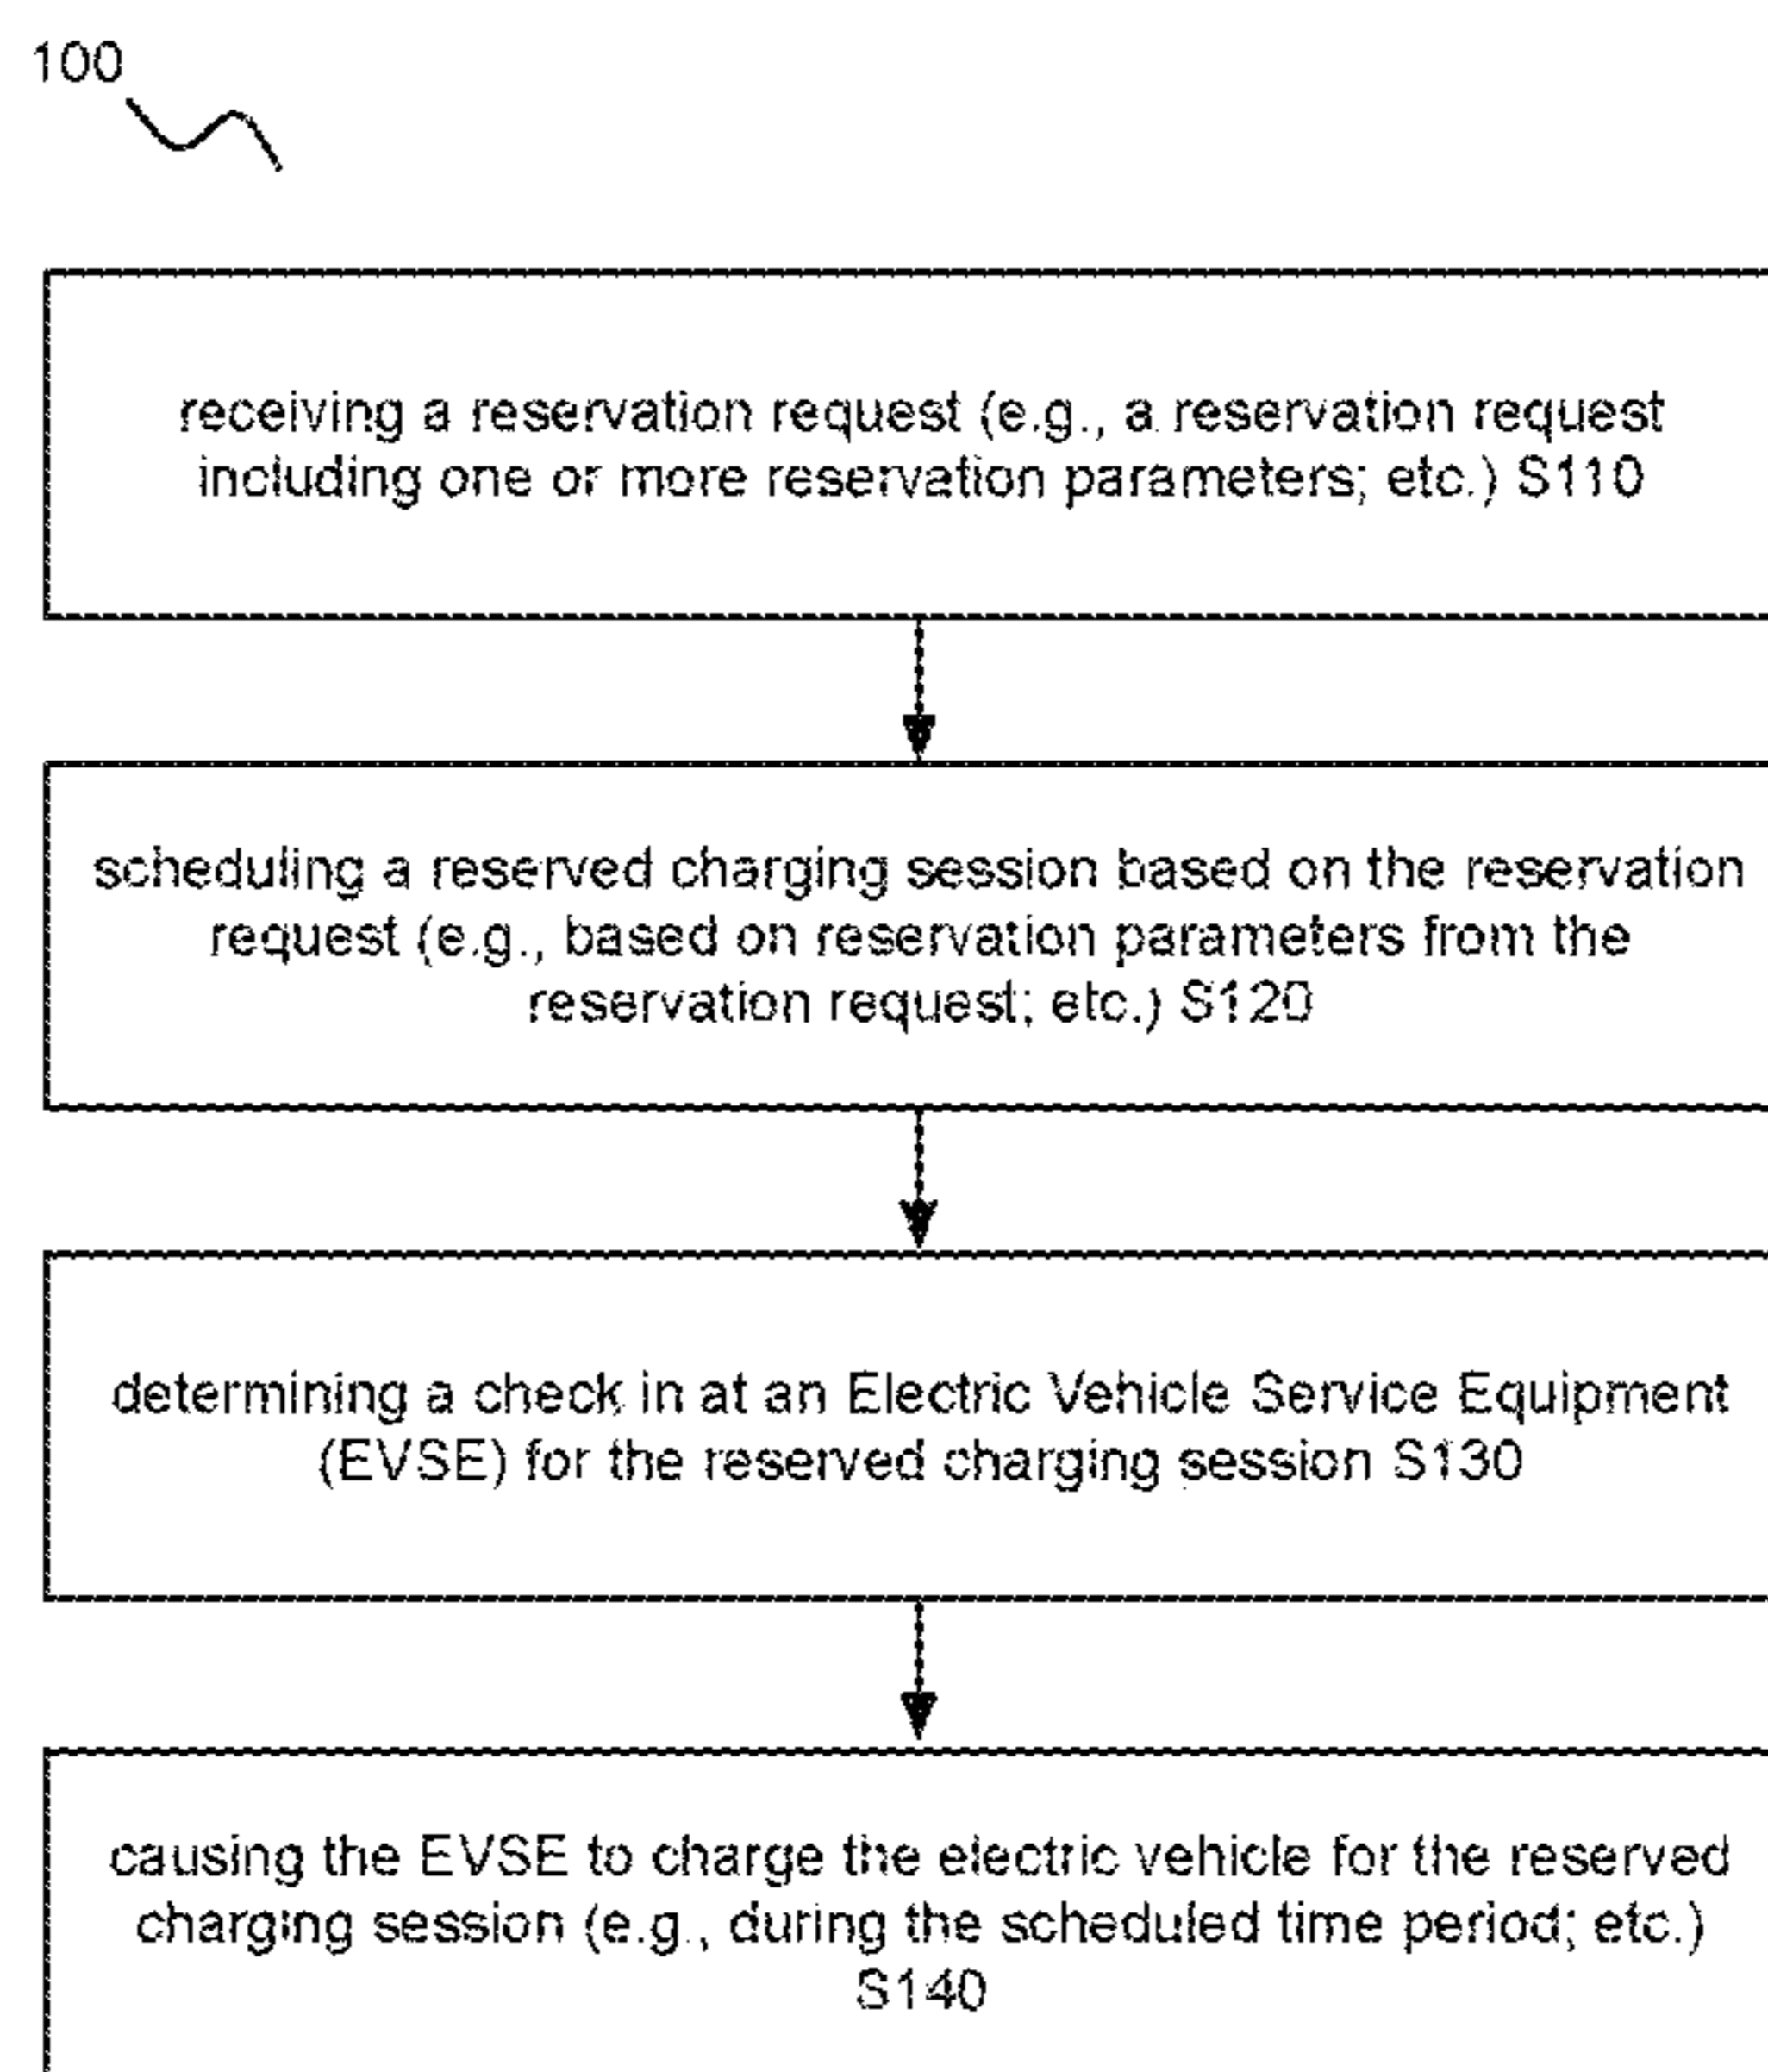 100
receiving a reservation request (e.g., a reservation request
including one or more reservation parameters; etc.) S110
scheduling a reserved charging session based on the reservation
request (e.g., based on reservation parameters from the
reservation request; etc.) S120
determining a check in at an Electric Vehicle Service Equipment
(EVSE) for the reserved charging session S130
causing the EVSE to charge the electric vehicle for the reserved
charging session (e.g., during the scheduled time period; etc.)
S140